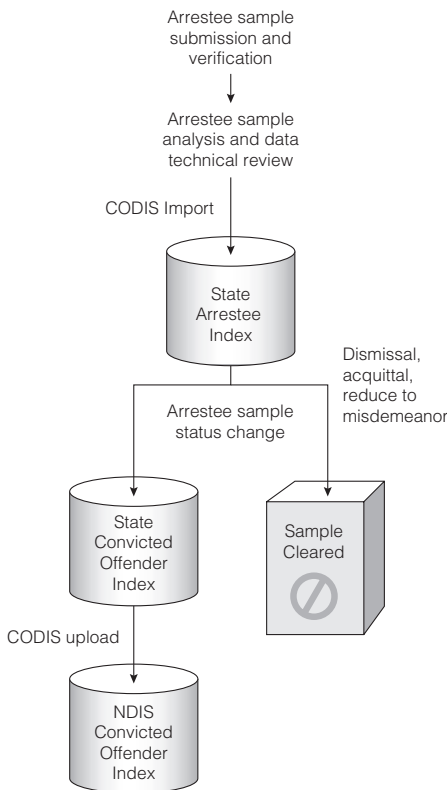 Arrestee sample
submission and
verification
Arrestee sample
analysis and data
technical review
CODIS Import
State
Arrestee
Index
Dismissal,
acquittal,
reduce to
misdemeanor
Arrestee sample
status change
State
Convicted
Offender
Index
Sample
Cleared
CODIS upload
NDIS
Convicted
Offender
Index